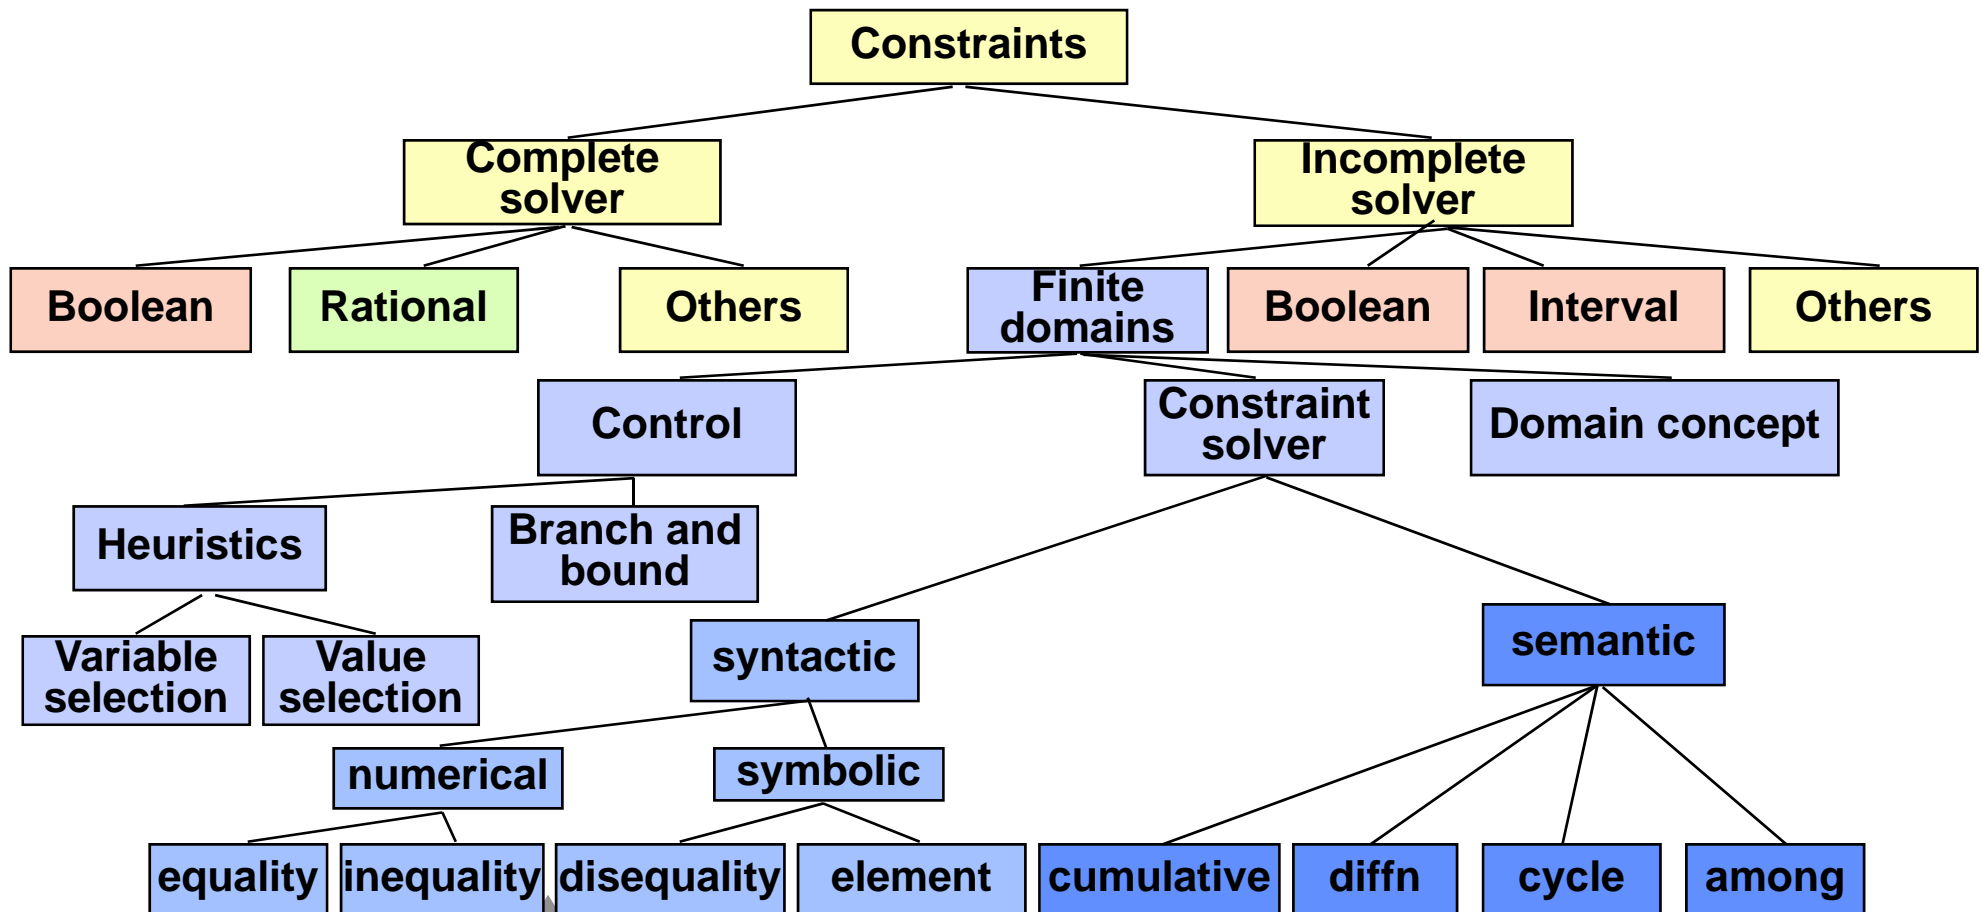 Constraints
Complete
solver
Incomplete
solver
Boolean
Rational
Others
Finite
domains
Boolean
Interval
Others
Control
Constraint
solver
Domain concept
Heuristics
Branch and
bound
Variable
selection
Value
selection
syntactic
semantic
numerical
symbolic
equality
inequality
disequality
element
cumulative
diffn
cycle
among